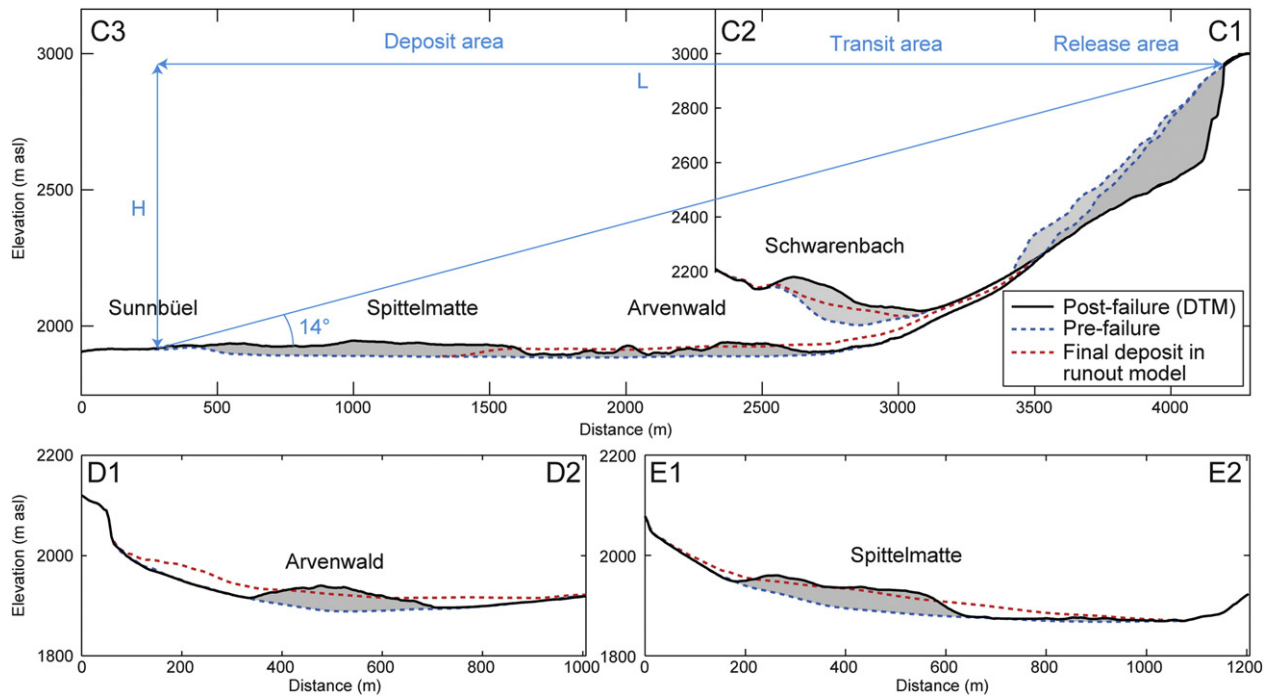 C3
C2
C1
Deposit area
Transit area
Release area
L
H
14°
Elevation (m asl)
3000
2500
2000
3000
2800
2600
2400
2200
Schwarenbach
Sunnbüel
Spittelmatte
Arvenwald
Post-failure (DTM)
Pre-failure
Final deposit in
runout model
0
500
1000
1500
2000
2500
3000
3500
4000
Distance (m)
D1
D2
Elevation (m asl)
2200
2000
1800
Arvenwald
0
200
400
600
800
1000
Distance (m)
E1
E2
2200
2000
1800
Spittelmatte
0
200
400
600
800
1000
1200
Distance (m)